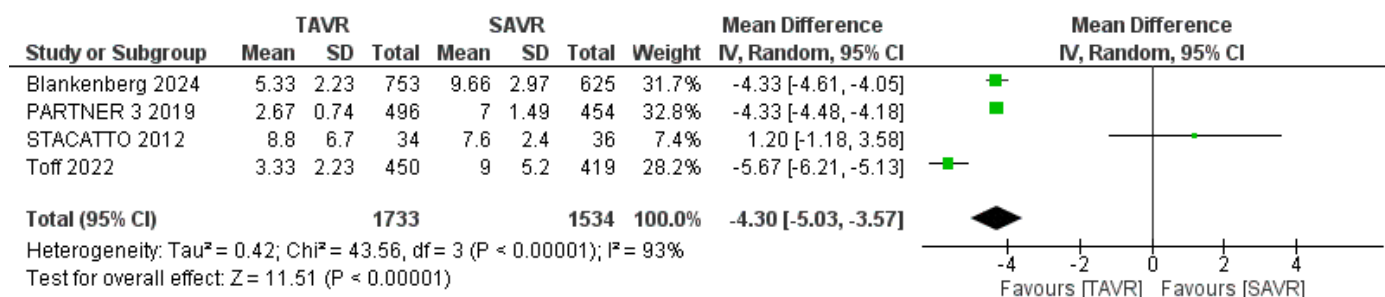 TAVR SAVR Mean Difference Mean Difference
Study or Subgroup Mean SD Total Mean SD Total Weight IV, Random, 95% CI IV, Random, 95% CI
Blankenberg 2024 5.33 2.23 753 9.66 2.97 625 31.7% -4.33 [-4.61, -4.05]
PARTNER 3 2019 2.67 0.74 496 7 1.49 454 32.8% -4.33 [-4.48, -4.18]
STACATTO 2012 8.8 6.7 34 7.6 2.4 36 7.4% 1.20 [-1.18, 3.58]
Toff 2022 3.33 2.23 450 9 5.2 419 28.2% -5.67 [-6.21, -5.13]
Total (95% CI) 1733 1534 100.0% -4.30 [-5.03, -3.57]
Heterogeneity: Tau² = 0.42; Chi² = 43.56, df = 3 (P < 0.00001); I² = 93%
Test for overall effect: Z = 11.51 (P < 0.00001)
-4 -2 0 2 4
Favours [TAVR] Favours [SAVR]